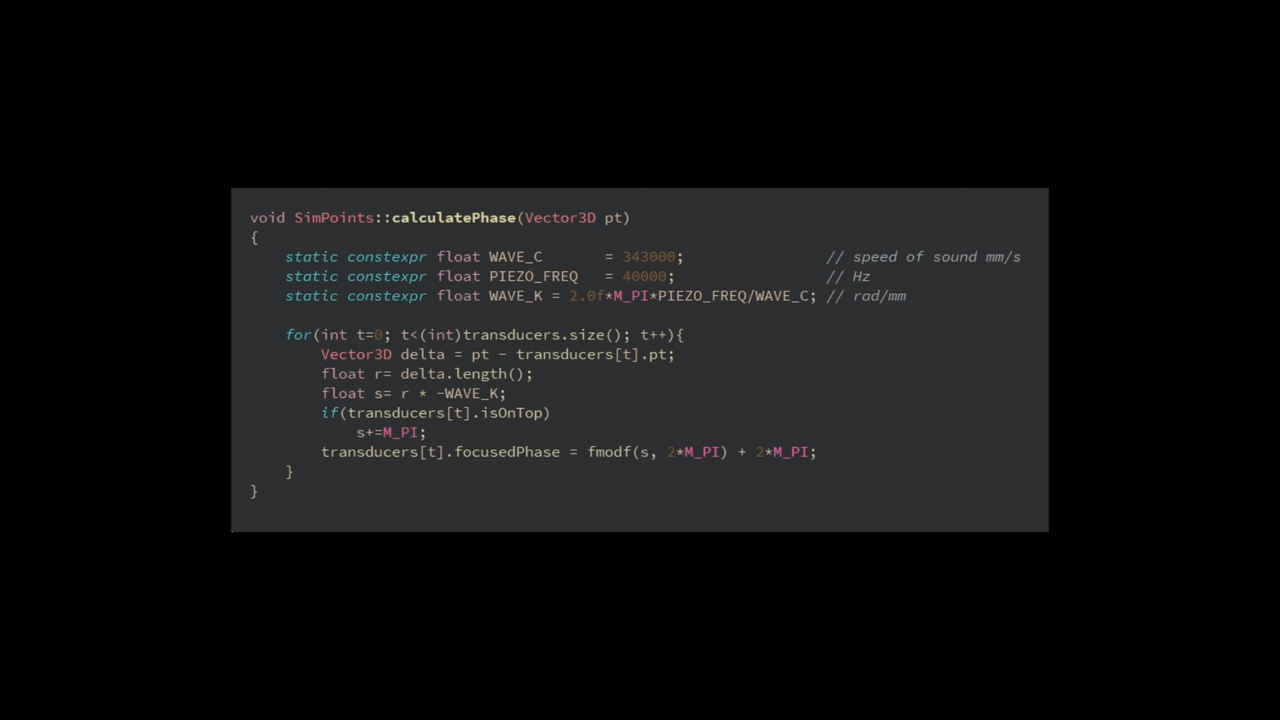 void SimPoints::calculatePhase(Vector3D pt)
{
    static constexpr float WAVE_C       = 343000;                // speed of sound mm/s
    static constexpr float PIEZO_FREQ   = 40000;                 // Hz
    static constexpr float WAVE_K = 2.0f*M_PI*PIEZO_FREQ/WAVE_C; // rad/mm

    for(int t=0; t<(int)transducers.size(); t++){
        Vector3D delta = pt - transducers[t].pt;
        float r= delta.length();
        float s= r * -WAVE_K;
        if(transducers[t].isOnTop)
            s+=M_PI;
        transducers[t].focusedPhase = fmodf(s, 2*M_PI) + 2*M_PI;
    }
}